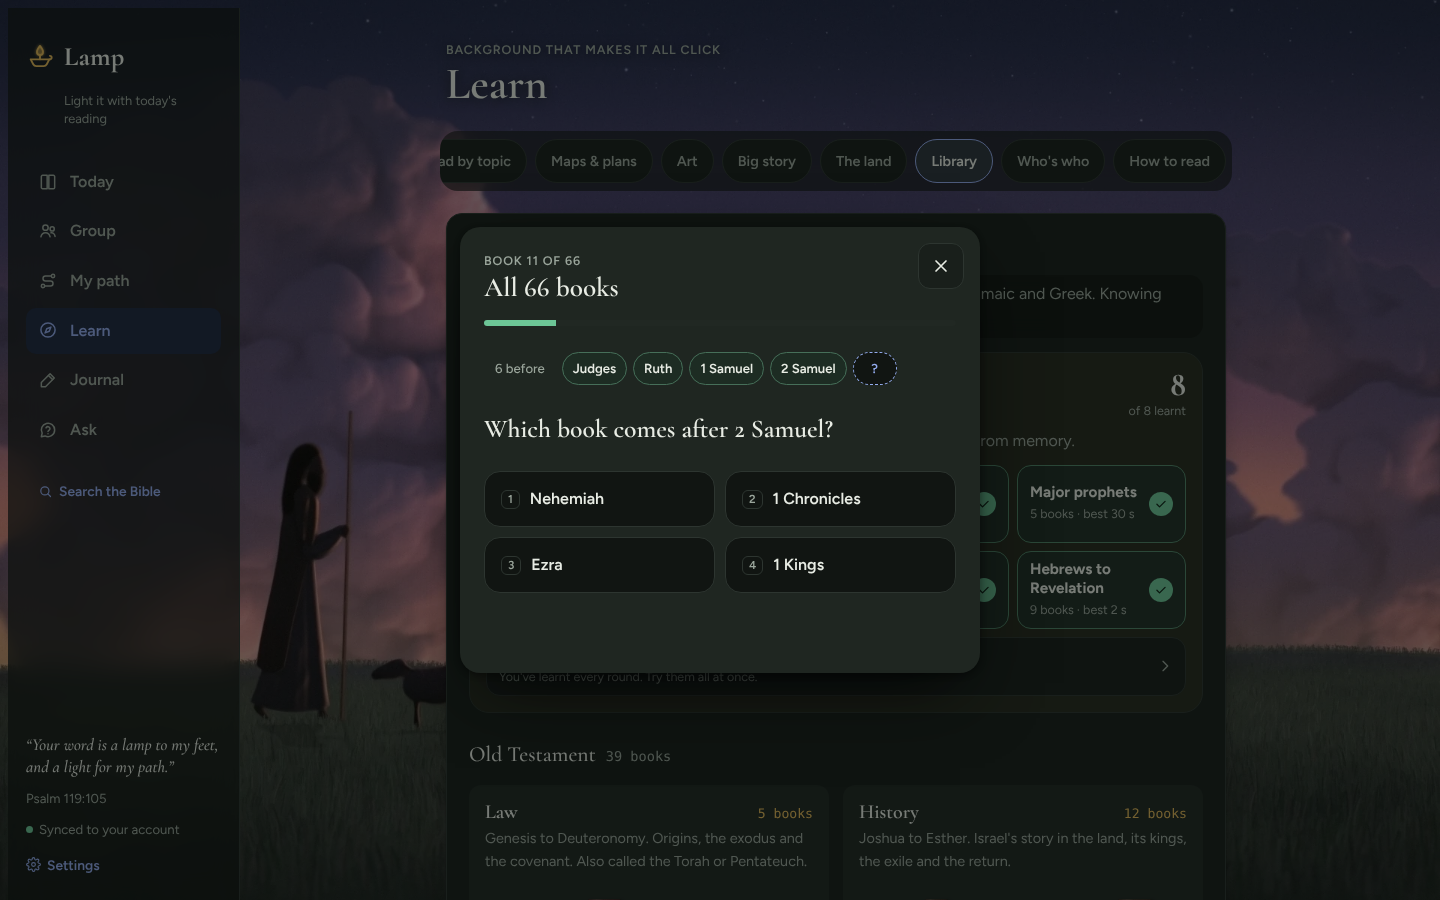 Lamp
Light it with today's
reading
Today
Group
My path
Learn
Journal
Ask
Search the Bible
“Your word is a lamp to my feet,
and a light for my path.”
Psalm 119:105
Synced to your account
Settings
BACKGROUND THAT MAKES IT ALL CLICK
Learn
ad by topic
Maps & plans
Art
Big story
The land
Library
Who's who
How to read
BOOK 11 OF 66
All 66 books
6 before
Judges
Ruth
1 Samuel
2 Samuel
?
Which book comes after 2 Samuel?
1 Nehemiah
2 1 Chronicles
3 Ezra
4 1 Kings
maic and Greek. Knowing
8
of 8 learnt
rom memory.
Major prophets
5 books · best 30 s
Hebrews to
Revelation
9 books · best 2 s
You've learnt every round. Try them all at once.
Old Testament 39 books
Law 5 books
Genesis to Deuteronomy. Origins, the exodus and
the covenant. Also called the Torah or Pentateuch.
History 12 books
Joshua to Esther. Israel's story in the land, its kings,
the exile and the return.